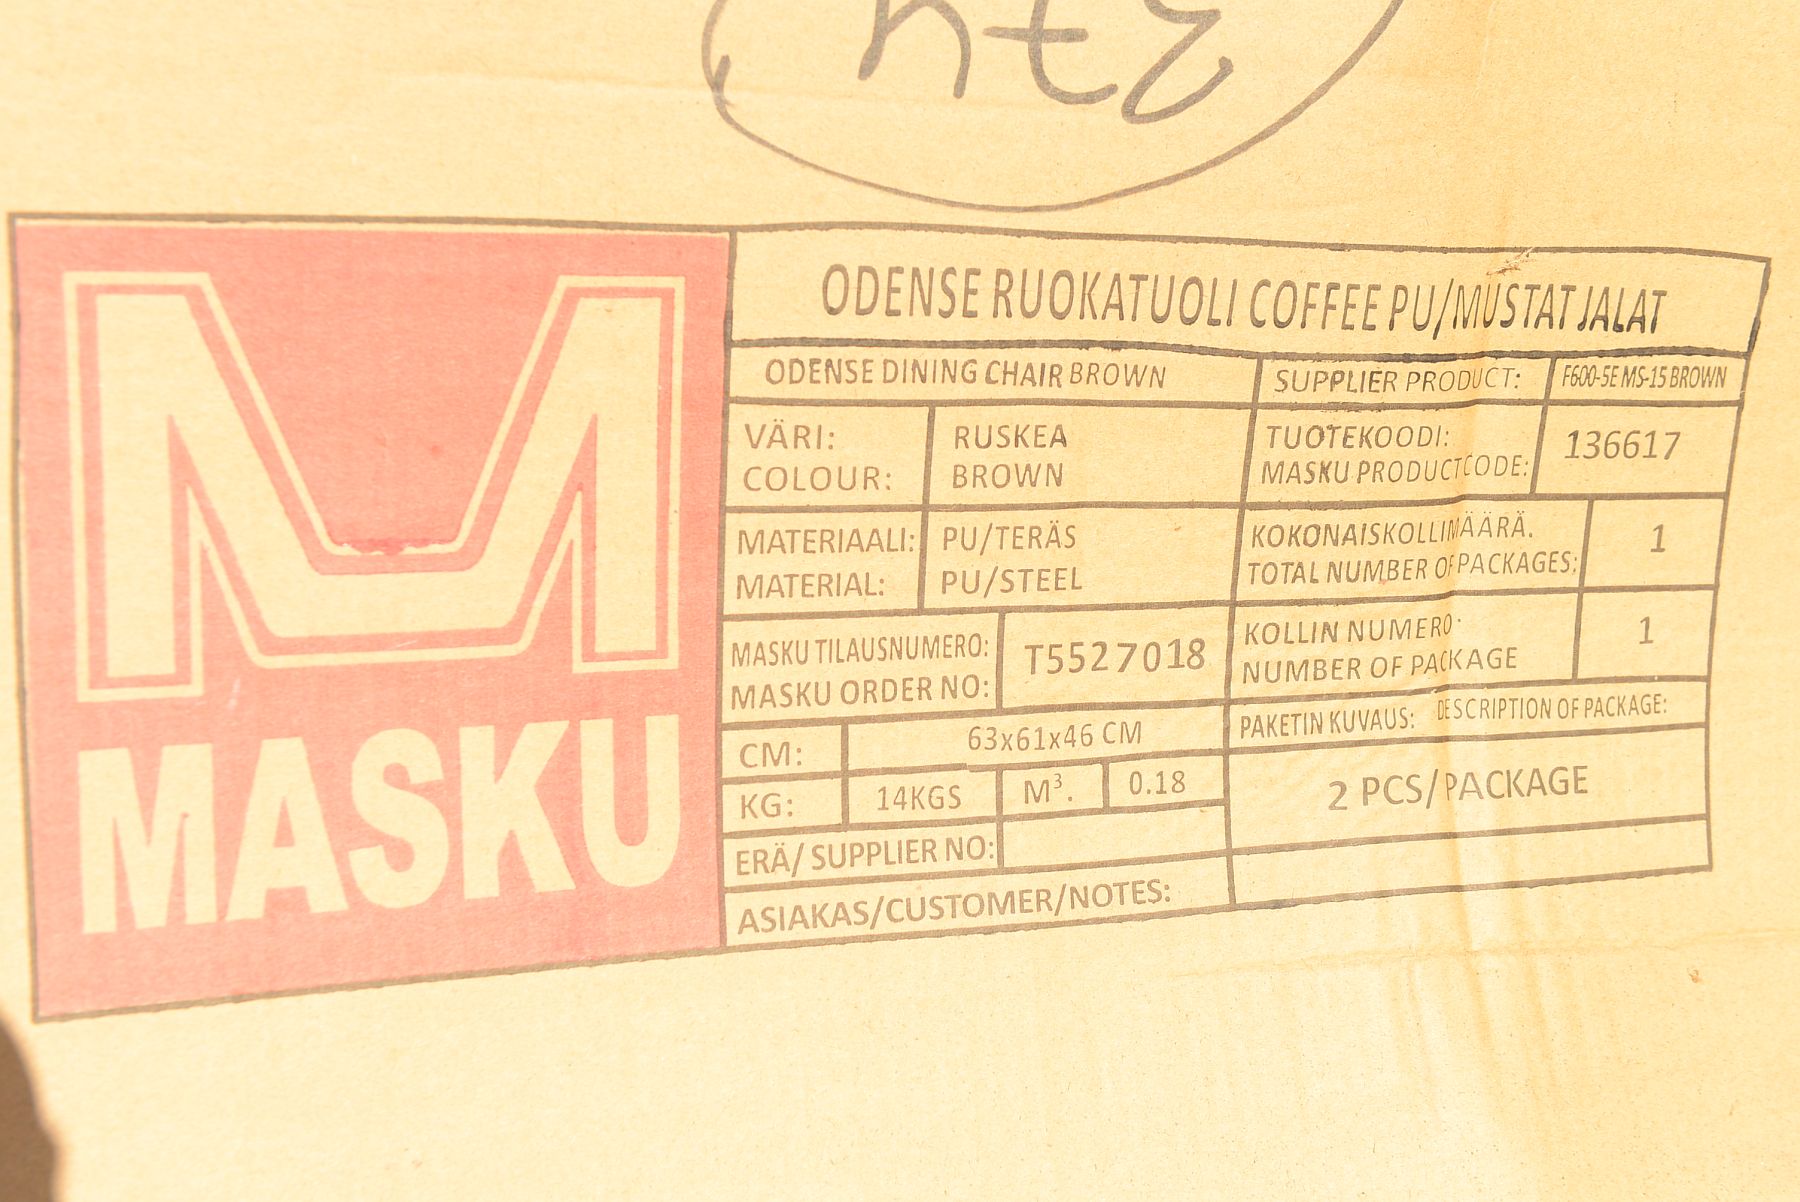 ODENSE RUOKATUOLI COFFEE PU/MUSTAT JALAT
ODENSE DINING CHAIR BROWN
SUPPLIER PRODUCT:
F600-5E MS-15 BROWN
VÄRI:
COLOUR:
RUSKEA
BROWN
TUOTEKOODI:
MASKU PRODUCTCODE:
136617
MATERIAALI:
MATERIAL:
PU/TERÄS
PU/STEEL
KOKONAISKOLLIMÄÄRÄ.
TOTAL NUMBER OF PACKAGES:
1
MASKU TILAUSNUMERO:
MASKU ORDER NO:
T5527018
KOLLIN NUMERO
NUMBER OF PACKAGE
1
CM:
63x61x46 CM
PAKETIN KUVAUS: DESCRIPTION OF PACKAGE:
KG:
14KGS
M³.
0.18
2 PCS/PACKAGE
ERÄ/ SUPPLIER NO:
ASIAKAS/CUSTOMER/NOTES:
MASKU